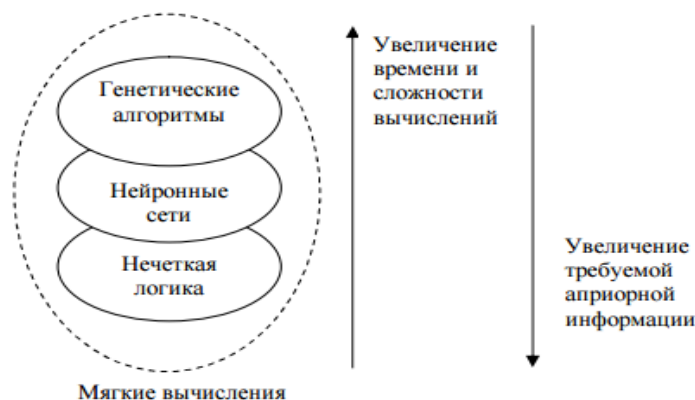 Генетические
алгоритмы
Нейронные
сети
Нечеткая
логика
Мягкие вычисления
Увеличение
времени и
сложности
вычислений
Увеличение
требуемой
априорной
информации